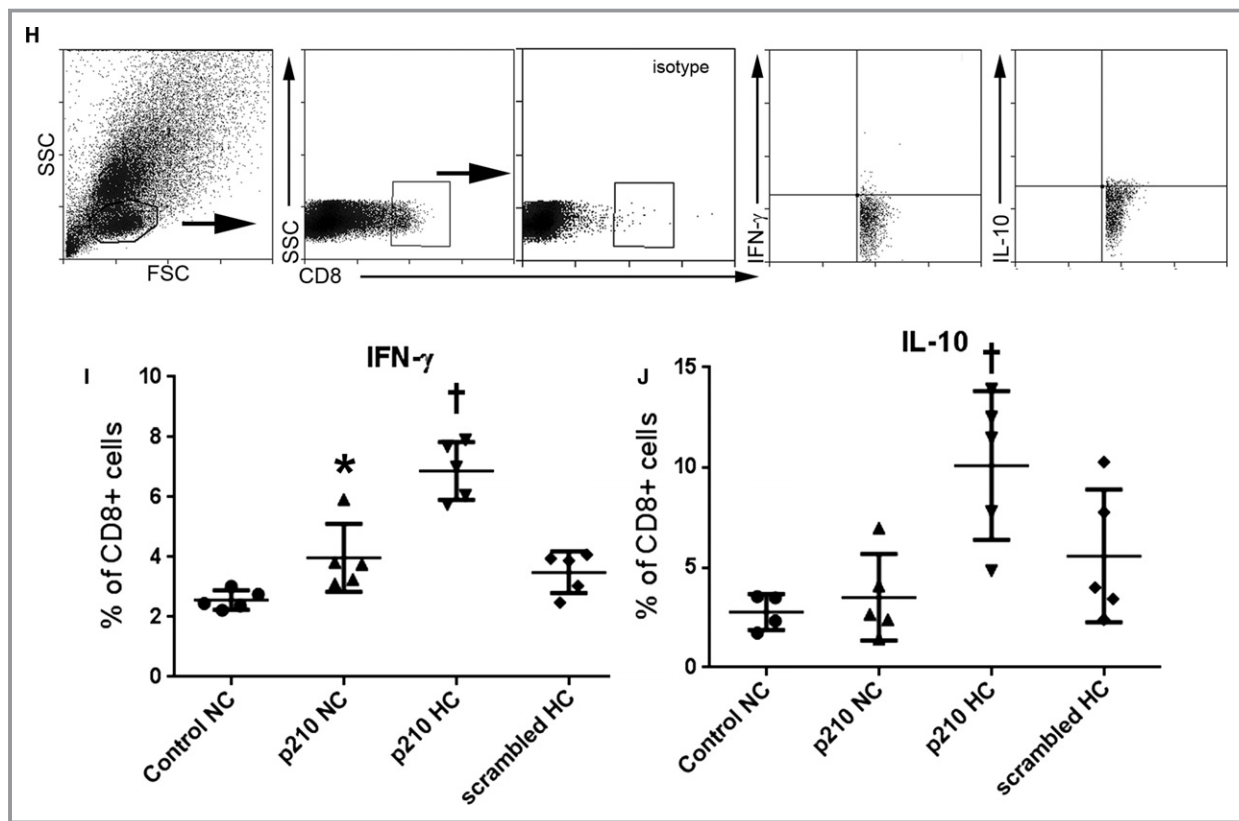 H
SSC
FSC
SSC
CD8
isotype
IFN-γ
IL-10
I
IFN-γ
% of CD8+ cells
10
8
6
4
2
0
*
†
Control NC
p210 NC
p210 HC
scrambled HC
J
IL-10
% of CD8+ cells
15
10
5
0
†
Control NC
p210 NC
p210 HC
scrambled HC